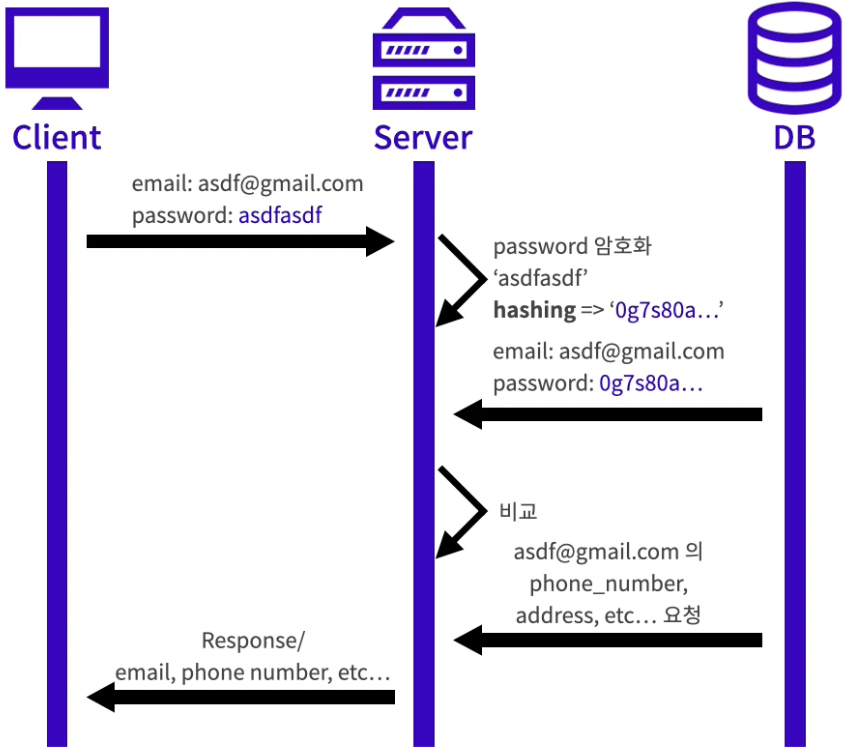 Client
Server
DB
email: asdf@gmail.com
password: asdfasdf
password 암호화
‘asdfasdf’
hashing => ‘0g7s80a…’
email: asdf@gmail.com
password: 0g7s80a…
비교
asdf@gmail.com 의
phone_number,
address, etc… 요청
Response/
email, phone number, etc…